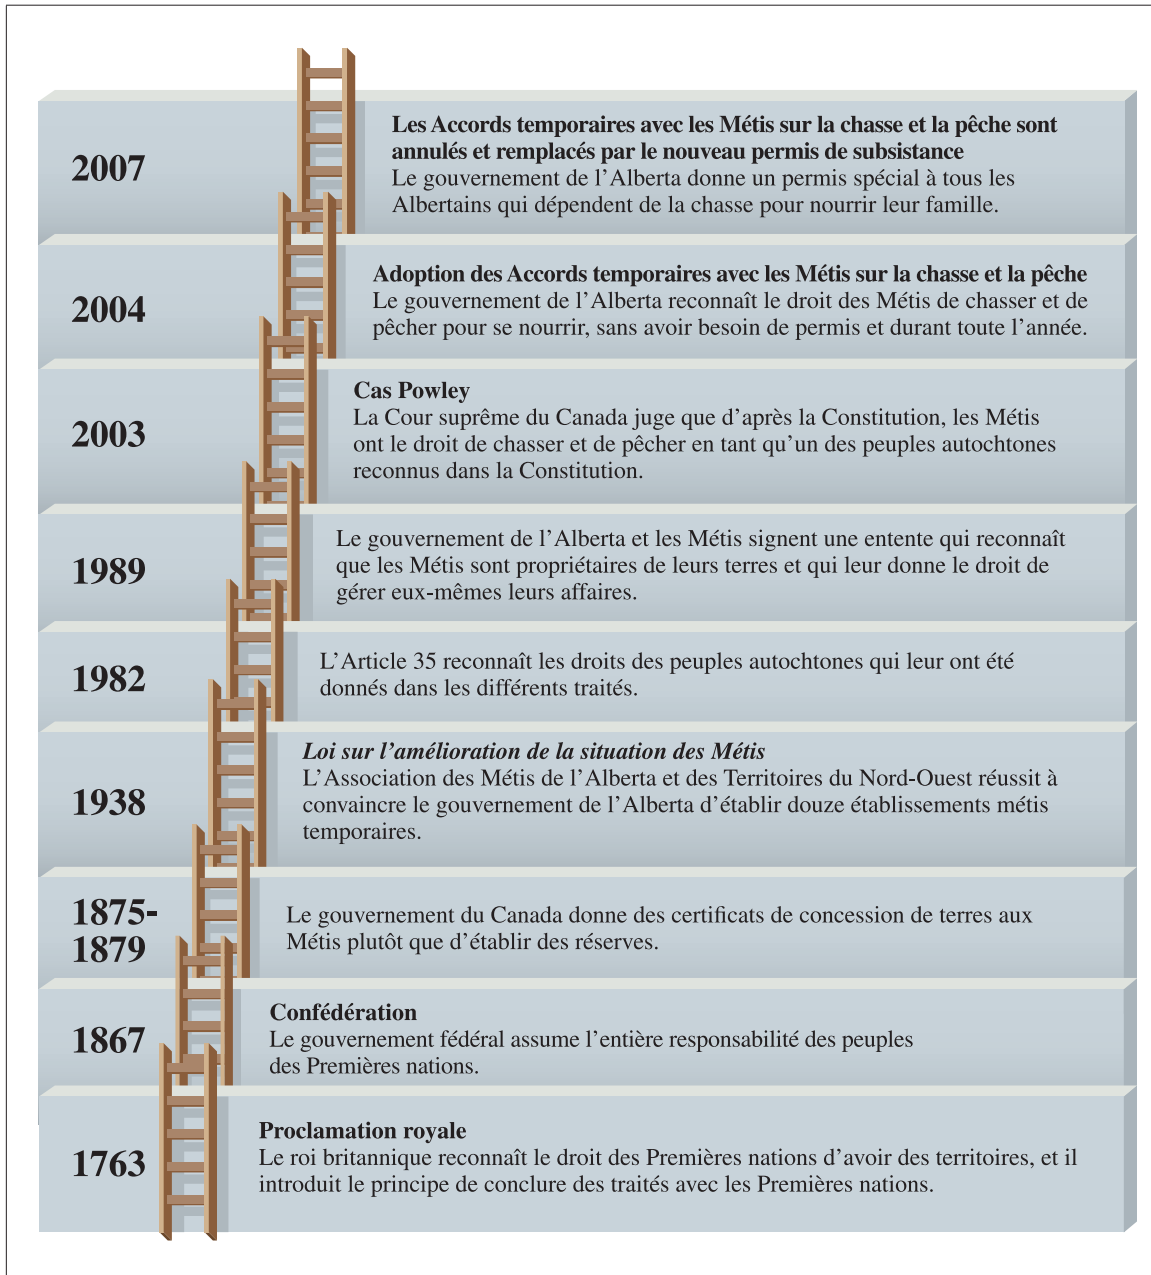 2007
Les Accords temporaires avec les Métis sur la chasse et la pêche sont
annulés et remplacés par le nouveau permis de subsistance
Le gouvernement de l’Alberta donne un permis spécial à tous les
Albertains qui dépendent de la chasse pour nourrir leur famille.
2004
Adoption des Accords temporaires avec les Métis sur la chasse et la pêche
Le gouvernement de l’Alberta reconnaît le droit des Métis de chasser et de
pêcher pour se nourrir, sans avoir besoin de permis et durant toute l’année.
2003
Cas Powley
La Cour suprême du Canada juge que d’après la Constitution, les Métis
ont le droit de chasser et de pêcher en tant qu’un des peuples autochtones
reconnus dans la Constitution.
1989
Le gouvernement de l’Alberta et les Métis signent une entente qui reconnaît
que les Métis sont propriétaires de leurs terres et qui leur donne le droit de
gérer eux-mêmes leurs affaires.
1982
L’Article 35 reconnaît les droits des peuples autochtones qui leur ont été
donnés dans les différents traités.
1938
Loi sur l’amélioration de la situation des Métis
L’Association des Métis de l’Alberta et des Territoires du Nord-Ouest réussit à
convaincre le gouvernement de l’Alberta d’établir douze établissements métis
temporaires.
1875-
1879
Le gouvernement du Canada donne des certificats de concession de terres aux
Métis plutôt que d’établir des réserves.
1867
Confédération
Le gouvernement fédéral assume l’entière responsabilité des peuples
des Premières nations.
1763
Proclamation royale
Le roi britannique reconnaît le droit des Premières nations d’avoir des territoires, et il
introduit le principe de conclure des traités avec les Premières nations.